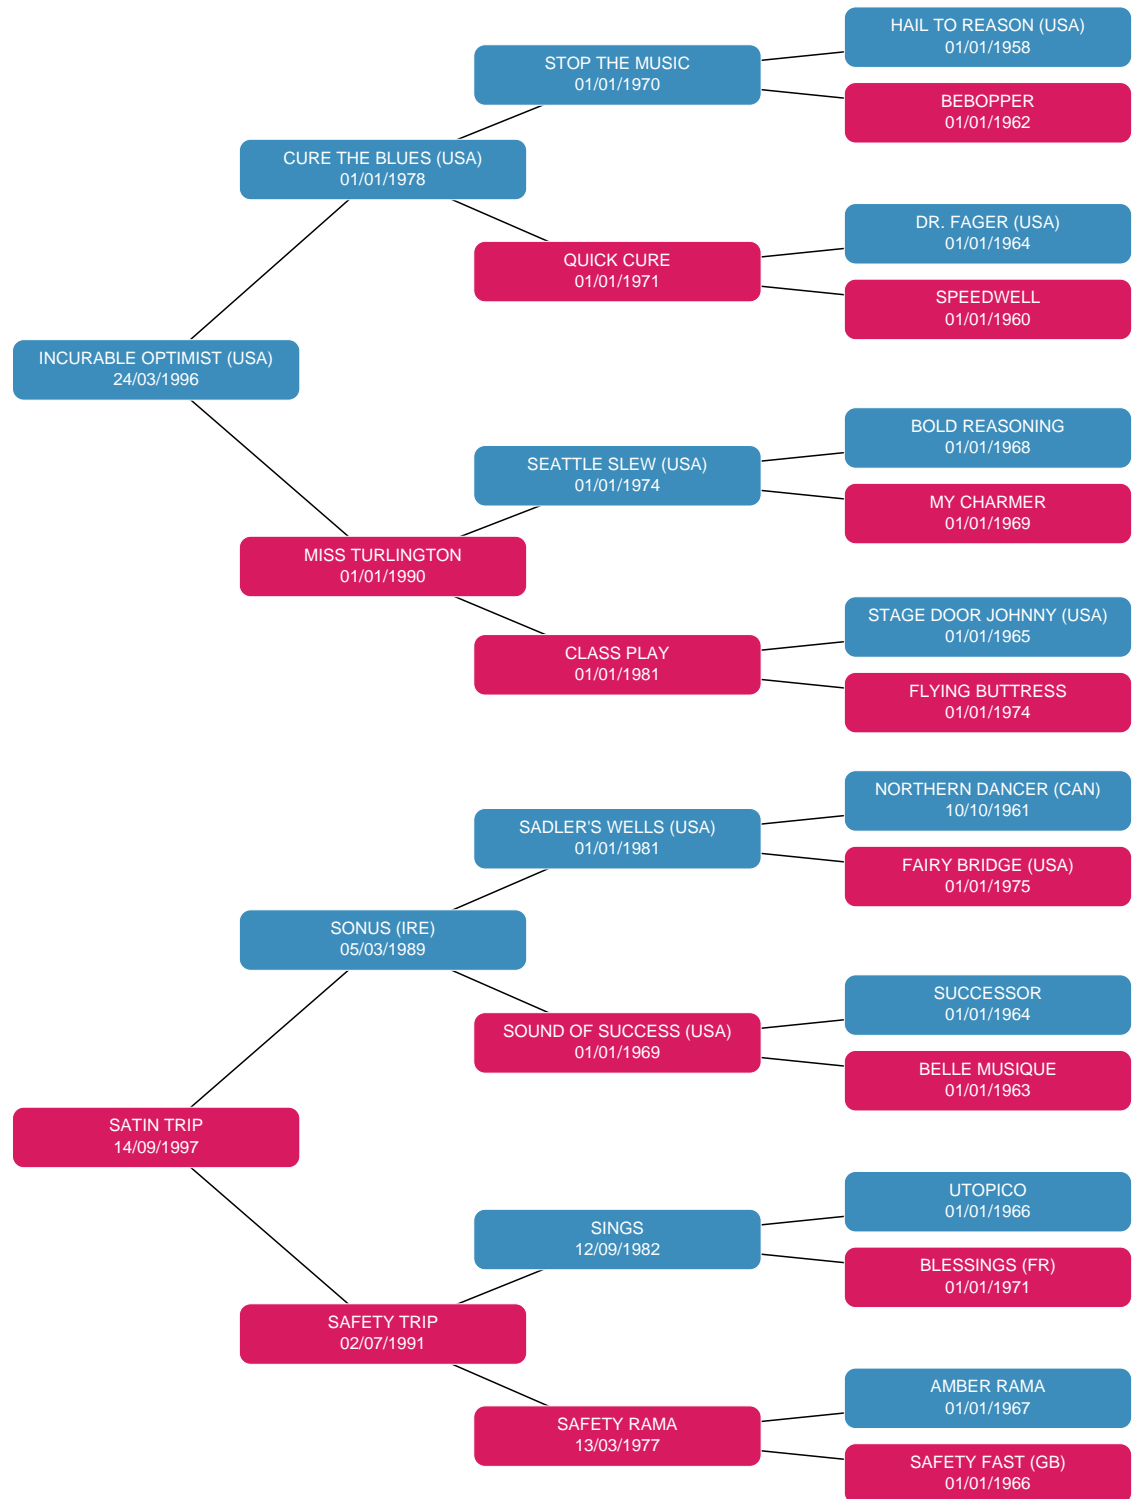 HAIL TO REASON (USA)
01/01/1958
STOP THE MUSIC
01/01/1970
BEBOPPER
01/01/1962
CURE THE BLUES (USA)
01/01/1978
DR. FAGER (USA)
01/01/1964
QUICK CURE
01/01/1971
SPEEDWELL
01/01/1960
INCURABLE OPTIMIST (USA)
24/03/1996
BOLD REASONING
01/01/1968
SEATTLE SLEW (USA)
01/01/1974
MY CHARMER
01/01/1969
MISS TURLINGTON
01/01/1990
STAGE DOOR JOHNNY (USA)
01/01/1965
CLASS PLAY
01/01/1981
FLYING BUTTRESS
01/01/1974
NORTHERN DANCER (CAN)
10/10/1961
SADLER'S WELLS (USA)
01/01/1981
FAIRY BRIDGE (USA)
01/01/1975
SONUS (IRE)
05/03/1989
SUCCESSOR
01/01/1964
SOUND OF SUCCESS (USA)
01/01/1969
BELLE MUSIQUE
01/01/1963
SATIN TRIP
14/09/1997
UTOPICO
01/01/1966
SINGS
12/09/1982
BLESSINGS (FR)
01/01/1971
SAFETY TRIP
02/07/1991
AMBER RAMA
01/01/1967
SAFETY RAMA
13/03/1977
SAFETY FAST (GB)
01/01/1966